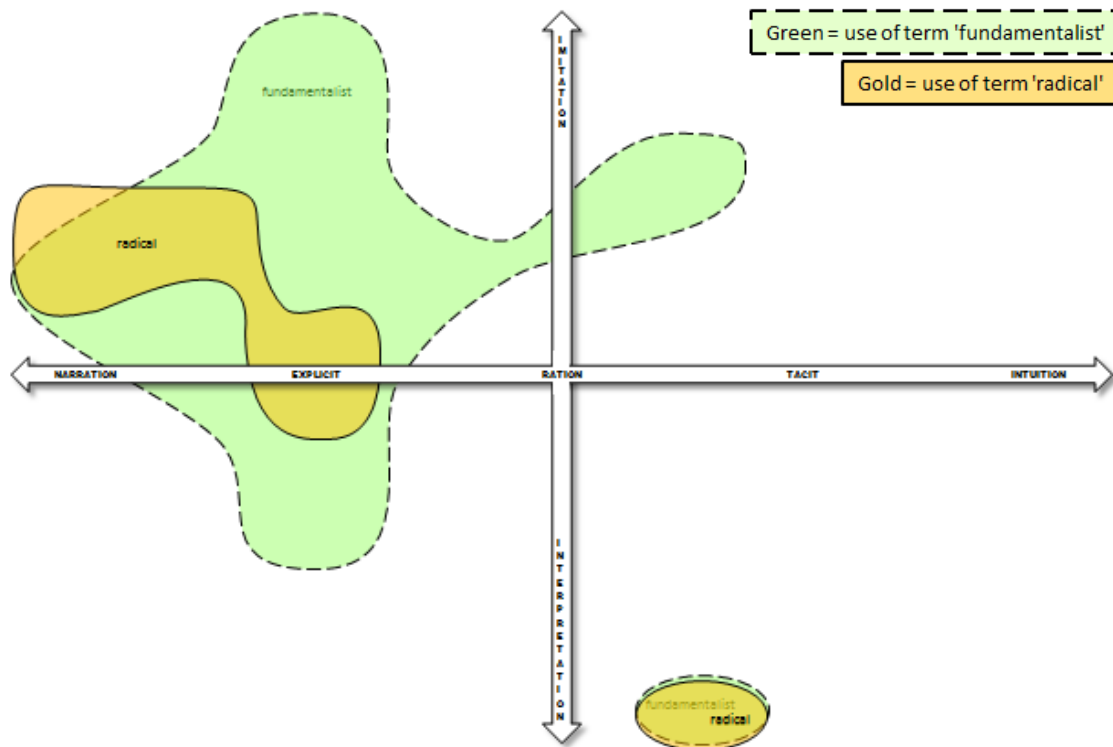 Green = use of term 'fundamentalist'
Gold = use of term 'radical'
IMITATION
fundamentalist
radical
NARRATION EXPLICIT RATION TACIT INTUITION
INTERPRETATION
fundamentalist
radical